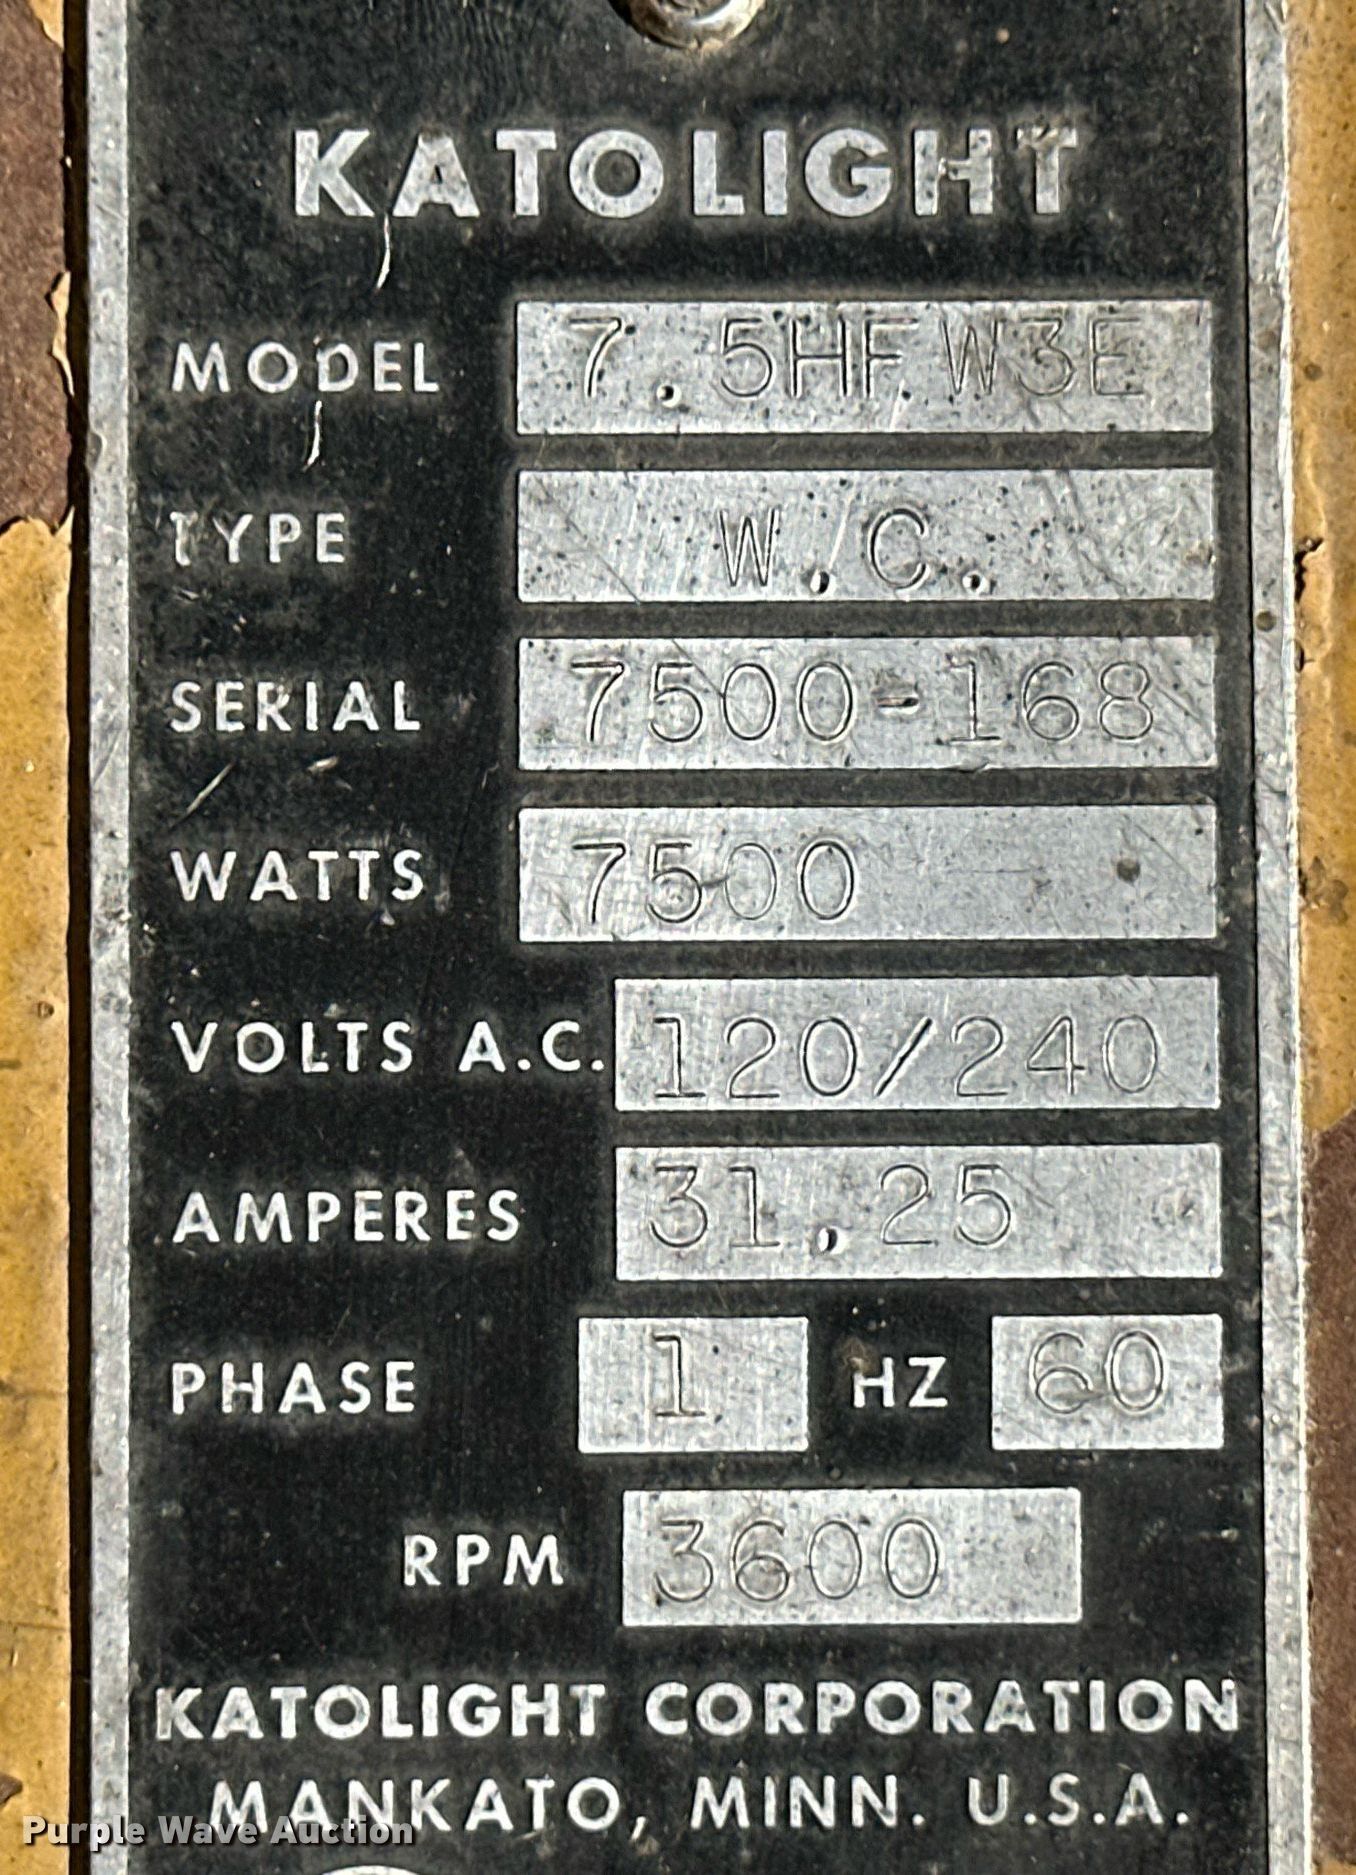 KATOLIGHT
MODEL 7.5HFW3E
TYPE W.C.
SERIAL 7500-168
WATTS 7500
VOLTS A.C. 120/240
AMPERES 31.25
PHASE 1 HZ 60
RPM 3600
KATOLIGHT CORPORATION
MANKATO, MINN. U.S.A.
Purple Wave Auction